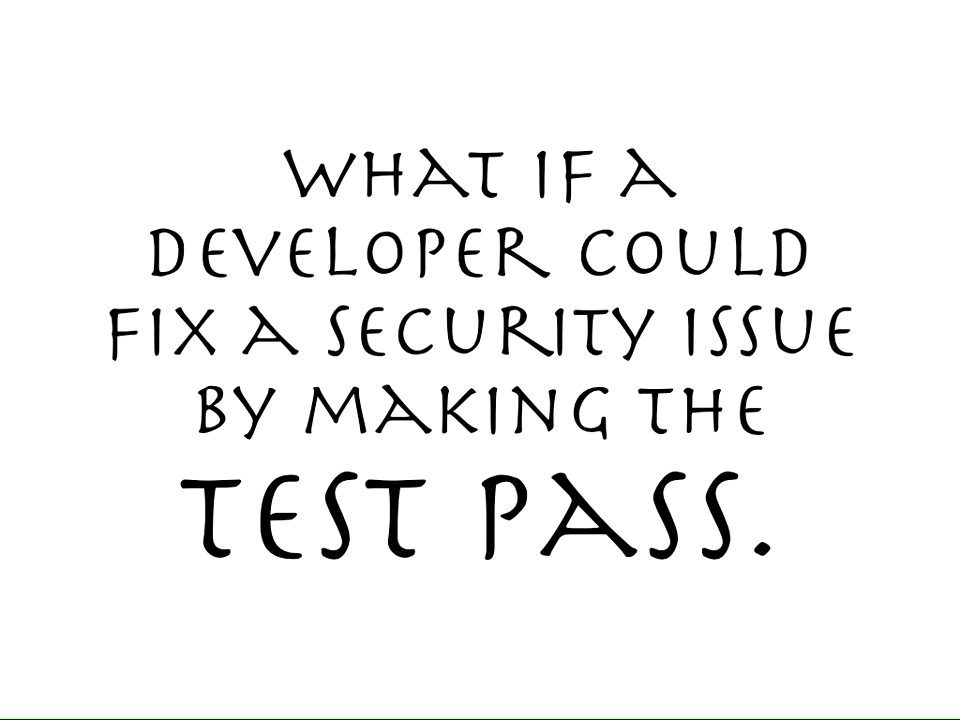 WHAT IF A
DEVELOPER COULD
FIX A SECURITY ISSUE
BY MAKING THE
TEST PASS.